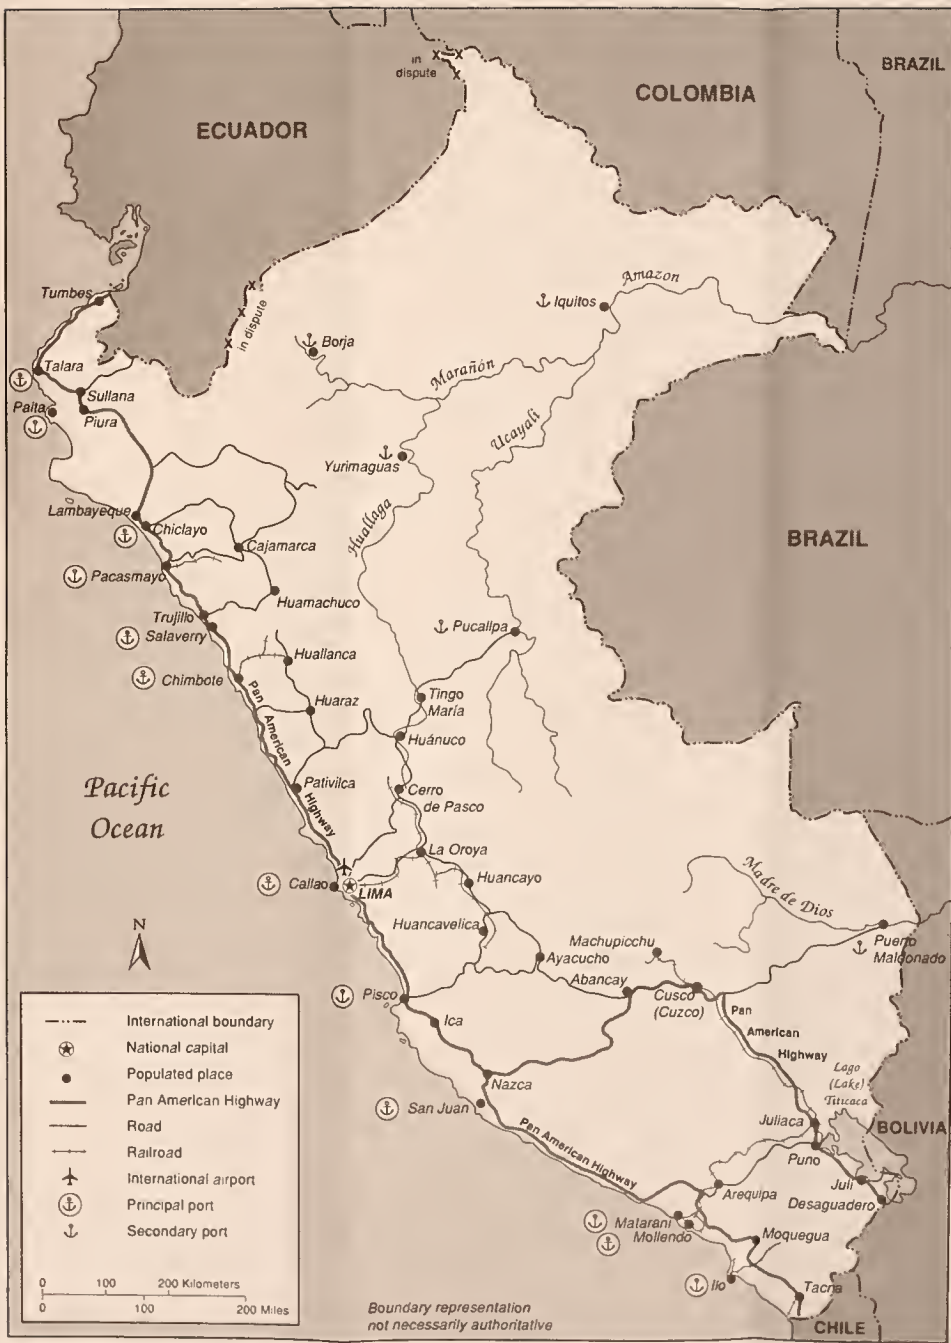 in
dispute
BRAZIL
COLOMBIA
ECUADOR
Amazon
Tumbes
Iquitos
in dispute
Borja
Marañón
Talara
Sullana
Paita
Piura
Ucayali
Yurimaguas
Huallaga
Lambayeque
Chiclayo
Cajamarca
BRAZIL
Pacasmayo
Huamachuco
Trujillo
Salaverry
Pucallpa
Huallanca
Chimbote
Pan
American
Highway
Huaraz
Tingo
María
Huánuco
Pacific
Ocean
Pativilca
Cerro
de Pasco
La Oroya
Callao
LIMA
Huancayo
Madre de Dios
Huancavelica
Machupicchu
Puerto
Maldonado
N
Ayacucho
Abancay
Cusco
(Cuzco)
Pisco
Ica
Pan
American
Highway
Nazca
Lago
(Lake)
Titicaca
San Juan
Juliaca
BOLIVIA
Pan American Highway
Puno
Juli
Arequipa
Desaguadero
Matarani
Mollendo
Moquegua
Ilo
Tacna
CHILE
International boundary
National capital
Populated place
Pan American Highway
Road
Railroad
International airport
Principal port
Secondary port
0 100 200 Kilometers
0 100 200 Miles
Boundary representation
not necessarily authoritative